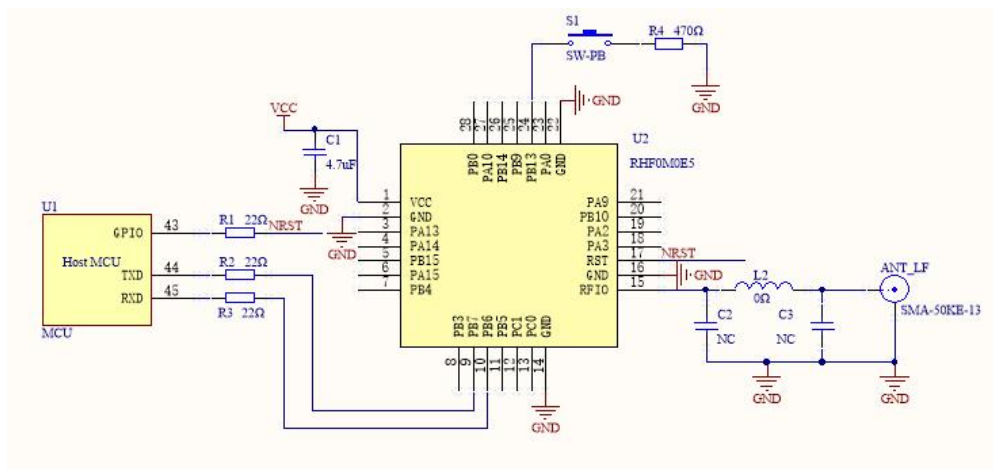 S1
R4 470Ω
SW-PB
GND
GND
VCC
C1
4.7uF
GND
28 27 26 25 24 23 22
PB0 PA10 PB14 PB9 PB13 PA0 GND
U2
RHF0M0E5
1 VCC
2 GND
3 PA13
4 PA14
5 PB15
6 PA15
7 PB4
GND
PA9 21
PB10 20
PA2 19
PA3 18
RST 17 NRST
GND 16 GND
RFIO 15
U1
GPIO 43 R1 22Ω NRST
Host MCU
TXD 44 R2 22Ω
RXD 45 R3 22Ω
MCU
L2
0Ω
ANT_LF
SMA-50KE-13
C2
NC
C3
NC
GND
GND
PB3 PB7 PB6 PB5 PC1 PC0 GND
8 9 10 11 12 13 14
GND